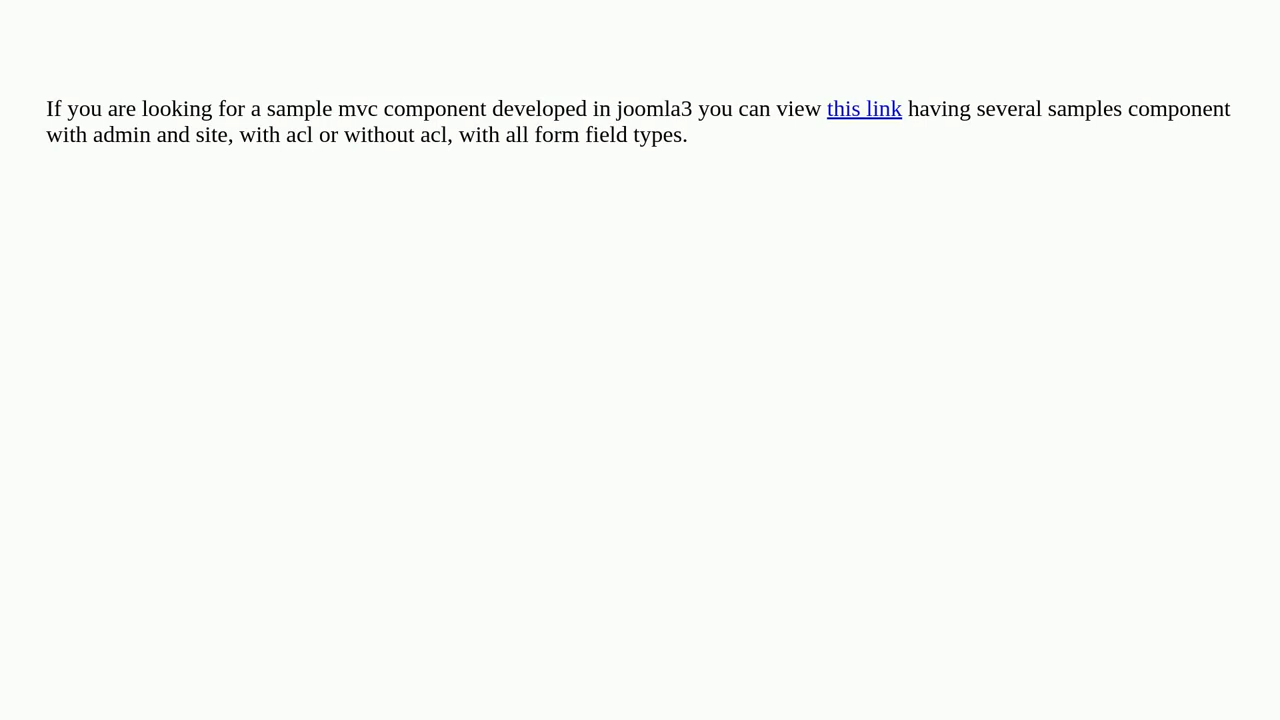 If you are looking for a sample mvc component developed in joomla3 you can view this link having several samples component
with admin and site, with acl or without acl, with all form field types.